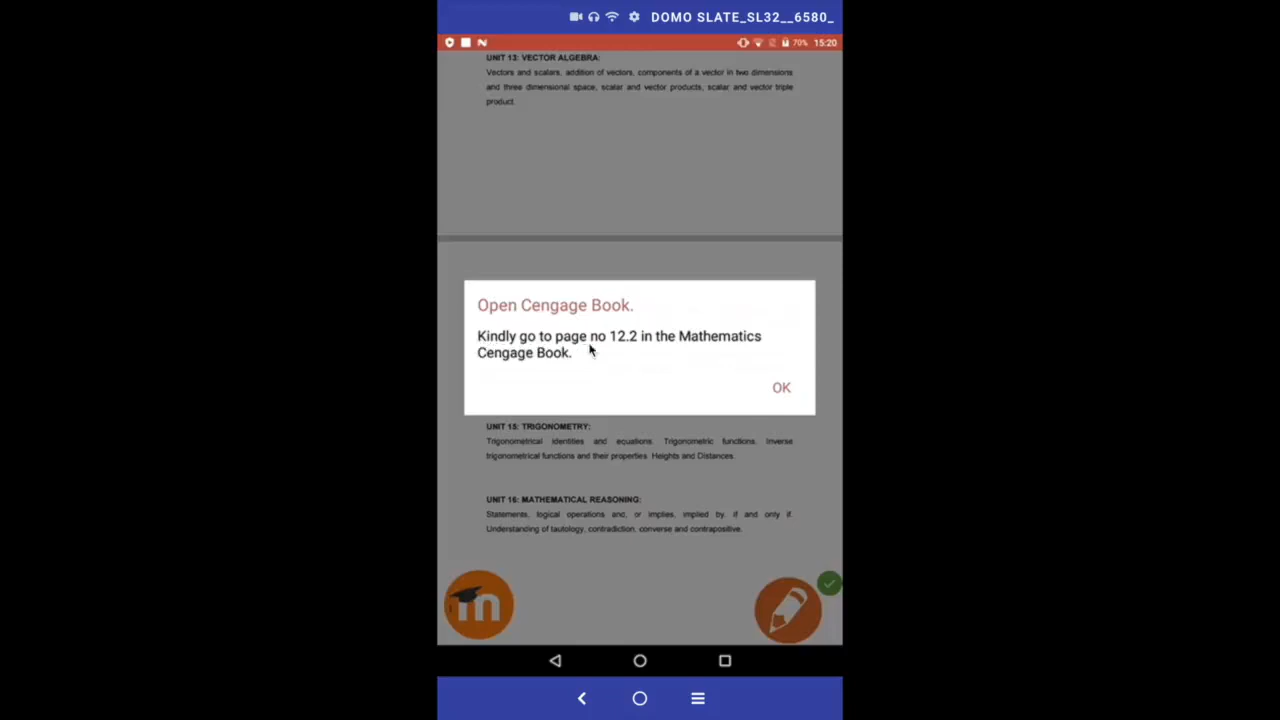 DOMO SLATE_SL32__6580_
70% 15:20
UNIT 13: VECTOR ALGEBRA:
Vectors and scalars, addition of vectors, components of a vector in two dimensions
and three dimensional space, scalar and vector products, scalar and vector triple
product.
Open Cengage Book.
Kindly go to page no 12.2 in the Mathematics
Cengage Book.
OK
UNIT 15: TRIGONOMETRY:
Trigonometrical identities and equations. Trigonometric functions. Inverse
trigonometrical functions and their properties. Heights and Distances.
UNIT 16: MATHEMATICAL REASONING:
Statements, logical operations and, or implies, implied by, if and only if.
Understanding of tautology, contradiction, converse and contrapositive.
m